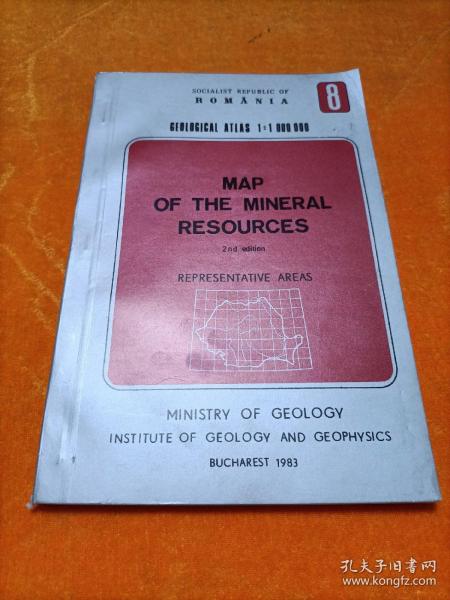 SOCIALIST REPUBLIC OF
ROMÂNIA
8
GEOLOGICAL ATLAS 1:1 000 000
MAP
OF THE MINERAL
RESOURCES
2nd edition
REPRESENTATIVE AREAS
MINISTRY OF GEOLOGY
INSTITUTE OF GEOLOGY AND GEOPHYSICS
BUCHAREST 1983
孔夫子旧书网
www.kongfz.com